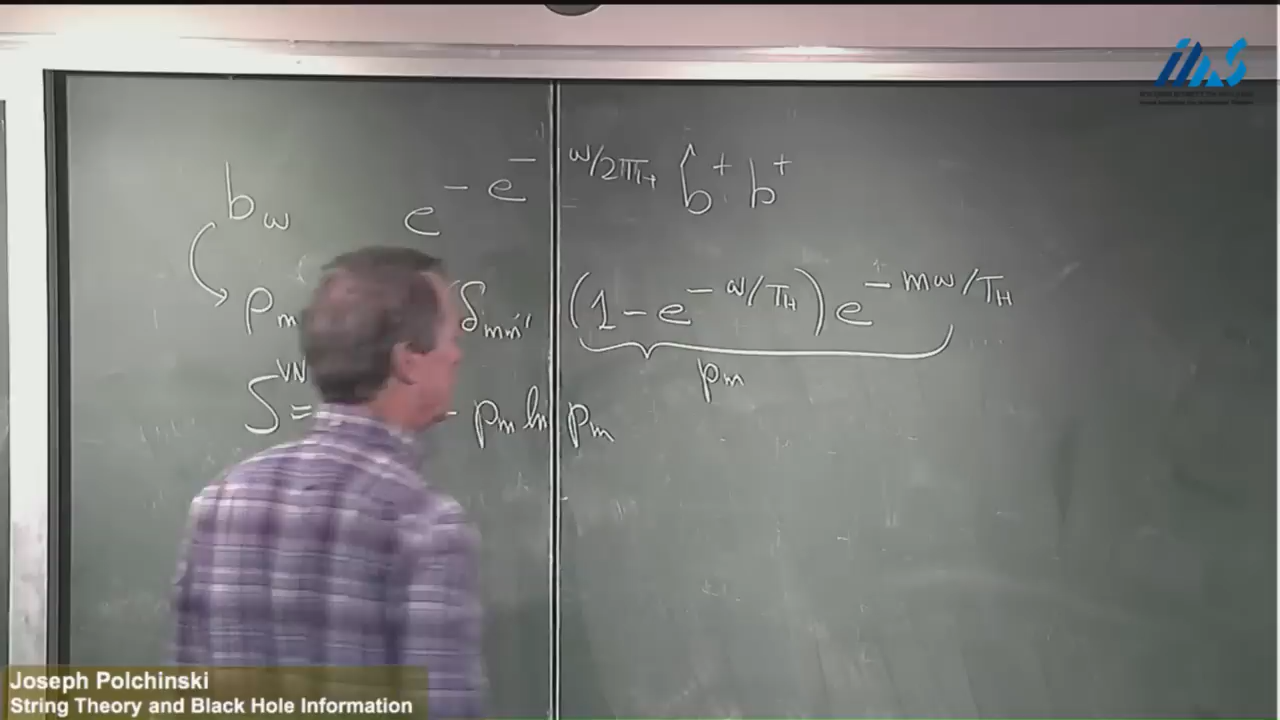 b_ω e^{-e^{-ω/2T_H} b̂^+ b^+}
ρ_m δ_{mm'} (1 - e^{-ω/T_H}) e^{-mω/T_H}
p_m
S^{VN} = - p_m ln p_m
Joseph Polchinski
String Theory and Black Hole Information